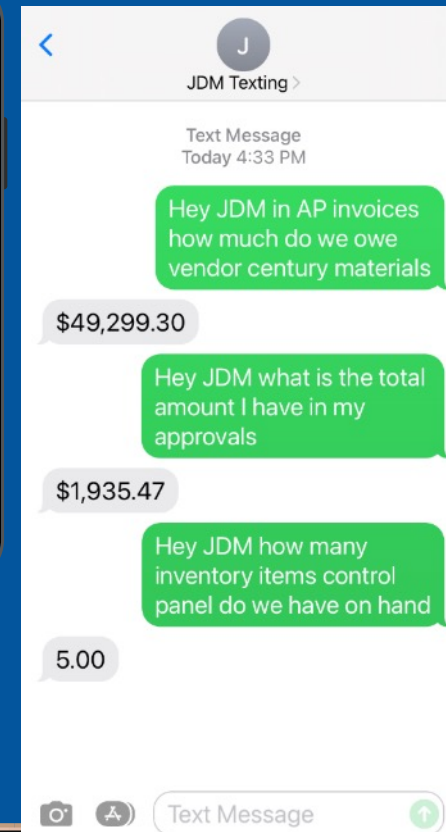 J
JDM Texting >
Text Message
Today 4:33 PM
Hey JDM in AP invoices
how much do we owe
vendor century materials
$49,299.30
Hey JDM what is the total
amount I have in my
approvals
$1,935.47
Hey JDM how many
inventory items control
panel do we have on hand
5.00
Text Message